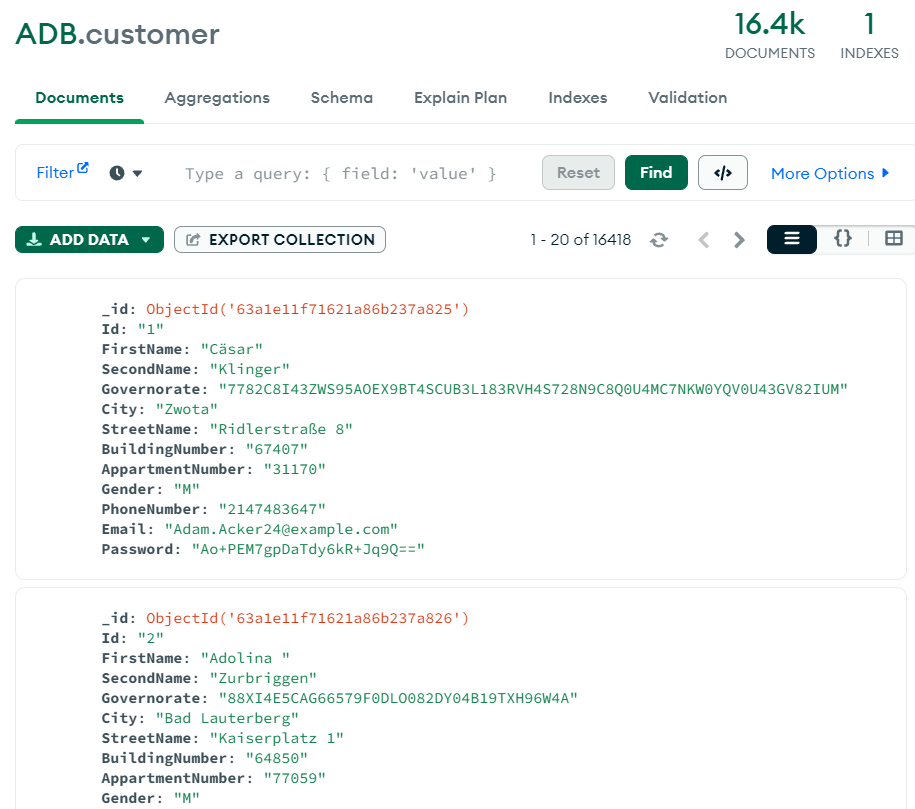 ADB.customer
16.4k
DOCUMENTS
1
INDEXES
Documents Aggregations Schema Explain Plan Indexes Validation
Filter Type a query: { field: 'value' } Reset Find </> More Options
ADD DATA EXPORT COLLECTION 1 - 20 of 16418 {}
_id: ObjectId('63a1e11f71621a86b237a825')
Id: "1"
FirstName: "Cäsar"
SecondName: "Klinger"
Governorate: "7782C8I43ZWS95AOEX9BT4SCUB3L183RVH4S728N9C8Q0U4MC7NKW0YQV0U43GV82IUM"
City: "Zwota"
StreetName: "Ridlerstraße 8"
BuildingNumber: "67407"
AppartmentNumber: "31170"
Gender: "M"
PhoneNumber: "2147483647"
Email: "Adam.Acker24@example.com"
Password: "Ao+PEM7gpDaTdy6kR+Jq9Q=="
_id: ObjectId('63a1e11f71621a86b237a826')
Id: "2"
FirstName: "Adolina "
SecondName: "Zurbriggen"
Governorate: "88XI4E5CAG66579F0DLO082DY04B19TXH96W4A"
City: "Bad Lauterberg"
StreetName: "Kaiserplatz 1"
BuildingNumber: "64850"
AppartmentNumber: "77059"
Gender: "M"